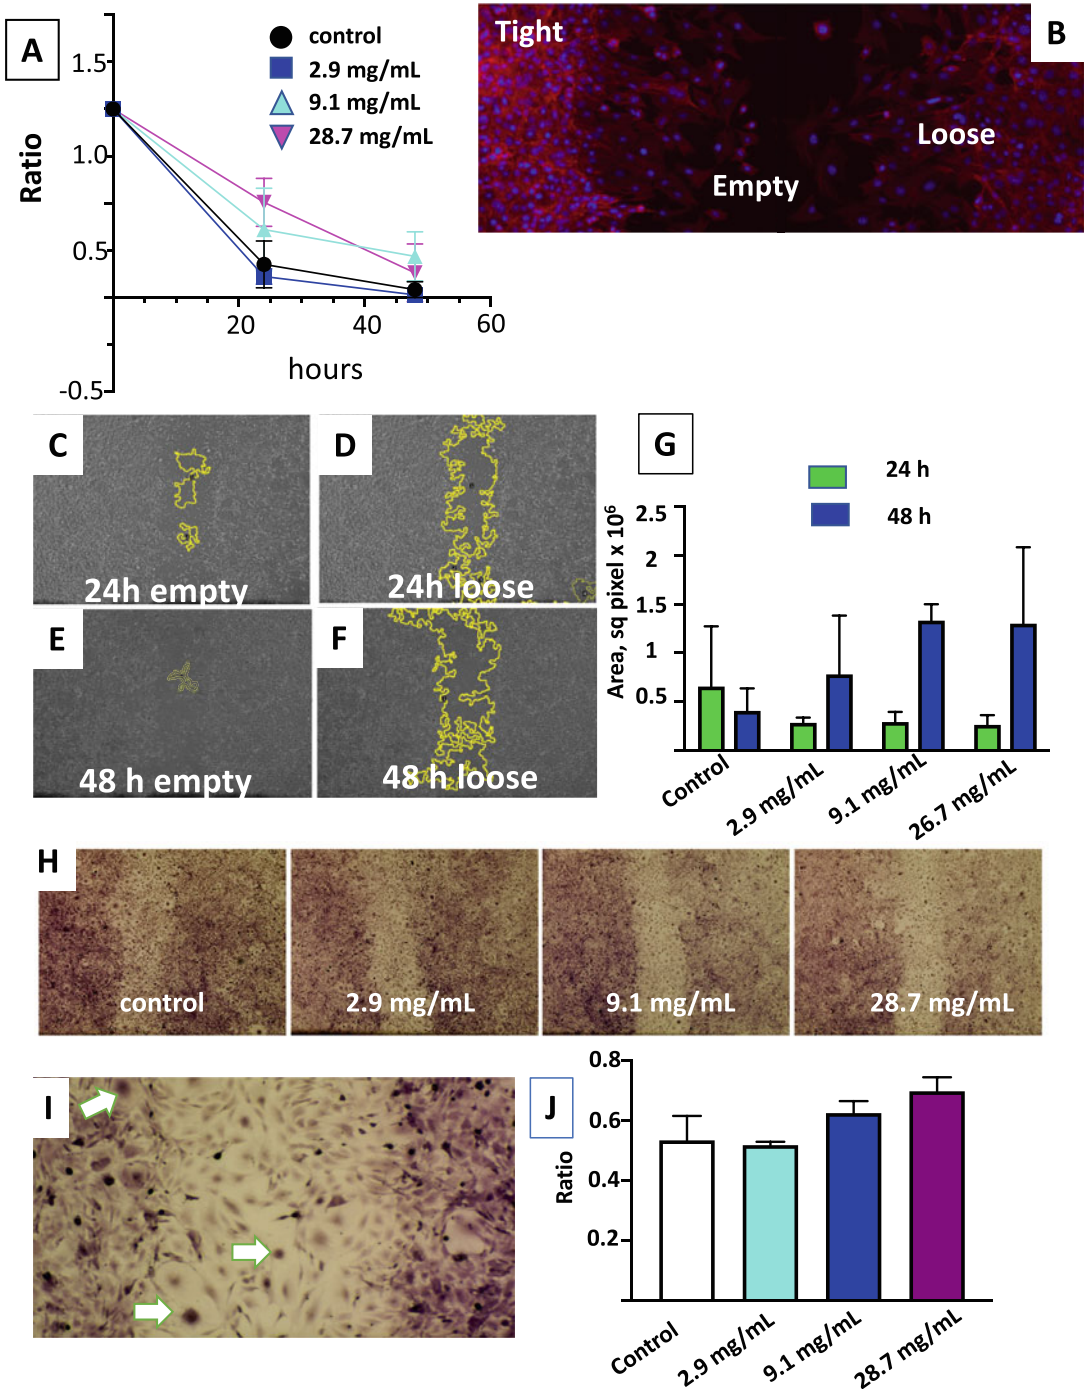 A
Ratio
1.5
1.0
0.5
-0.5
20
40
60
hours
control
2.9 mg/mL
9.1 mg/mL
28.7 mg/mL
B
Tight
Loose
Empty
C
24h empty
D
24h loose
E
48 h empty
F
48 h loose
G
24 h
48 h
Area, sq pixel x 10⁶
2.5
2
1.5
1
0.5
Control
2.9 mg/mL
9.1 mg/mL
26.7 mg/mL
H
control
2.9 mg/mL
9.1 mg/mL
28.7 mg/mL
I
J
Ratio
0.8
0.6
0.4
0.2
Control
2.9 mg/mL
9.1 mg/mL
28.7 mg/mL